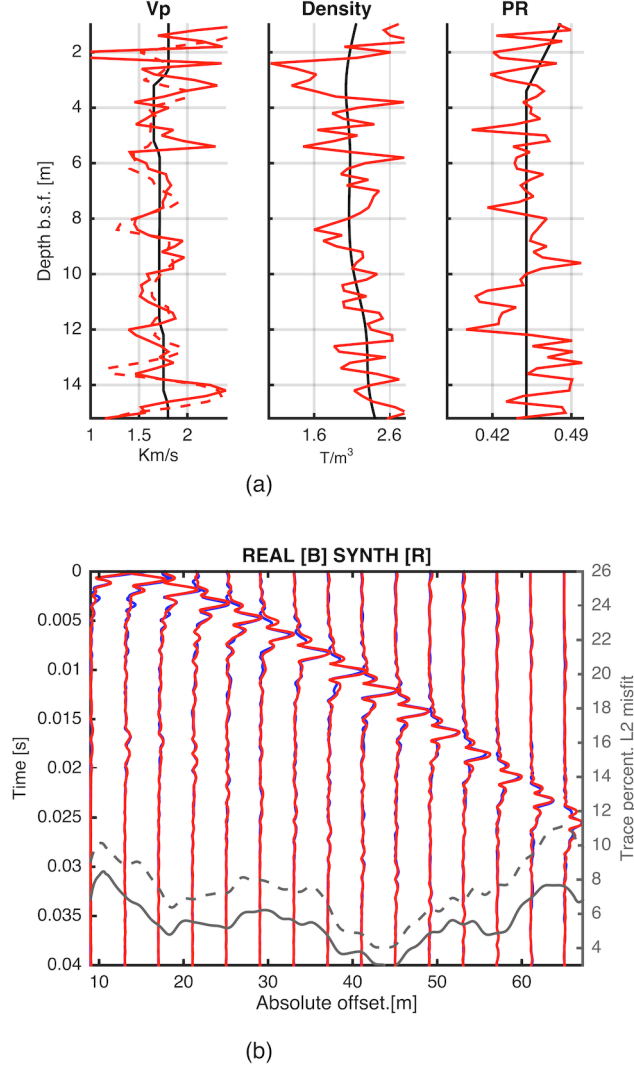 Vp Density PR
Depth b.s.f. [m]
2
4
6
8
10
12
14
1 1.5 2 1.6 2.6 0.42 0.49
Km/s T/m³
(a)
REAL [B] SYNTH [R]
Time [s]
0
0.005
0.01
0.015
0.02
0.025
0.03
0.035
0.04
26
24
22
20
18
16
14
12
10
8
6
4
Trace percent. L2 misfit
10 20 30 40 50 60
Absolute offset.[m]
(b)